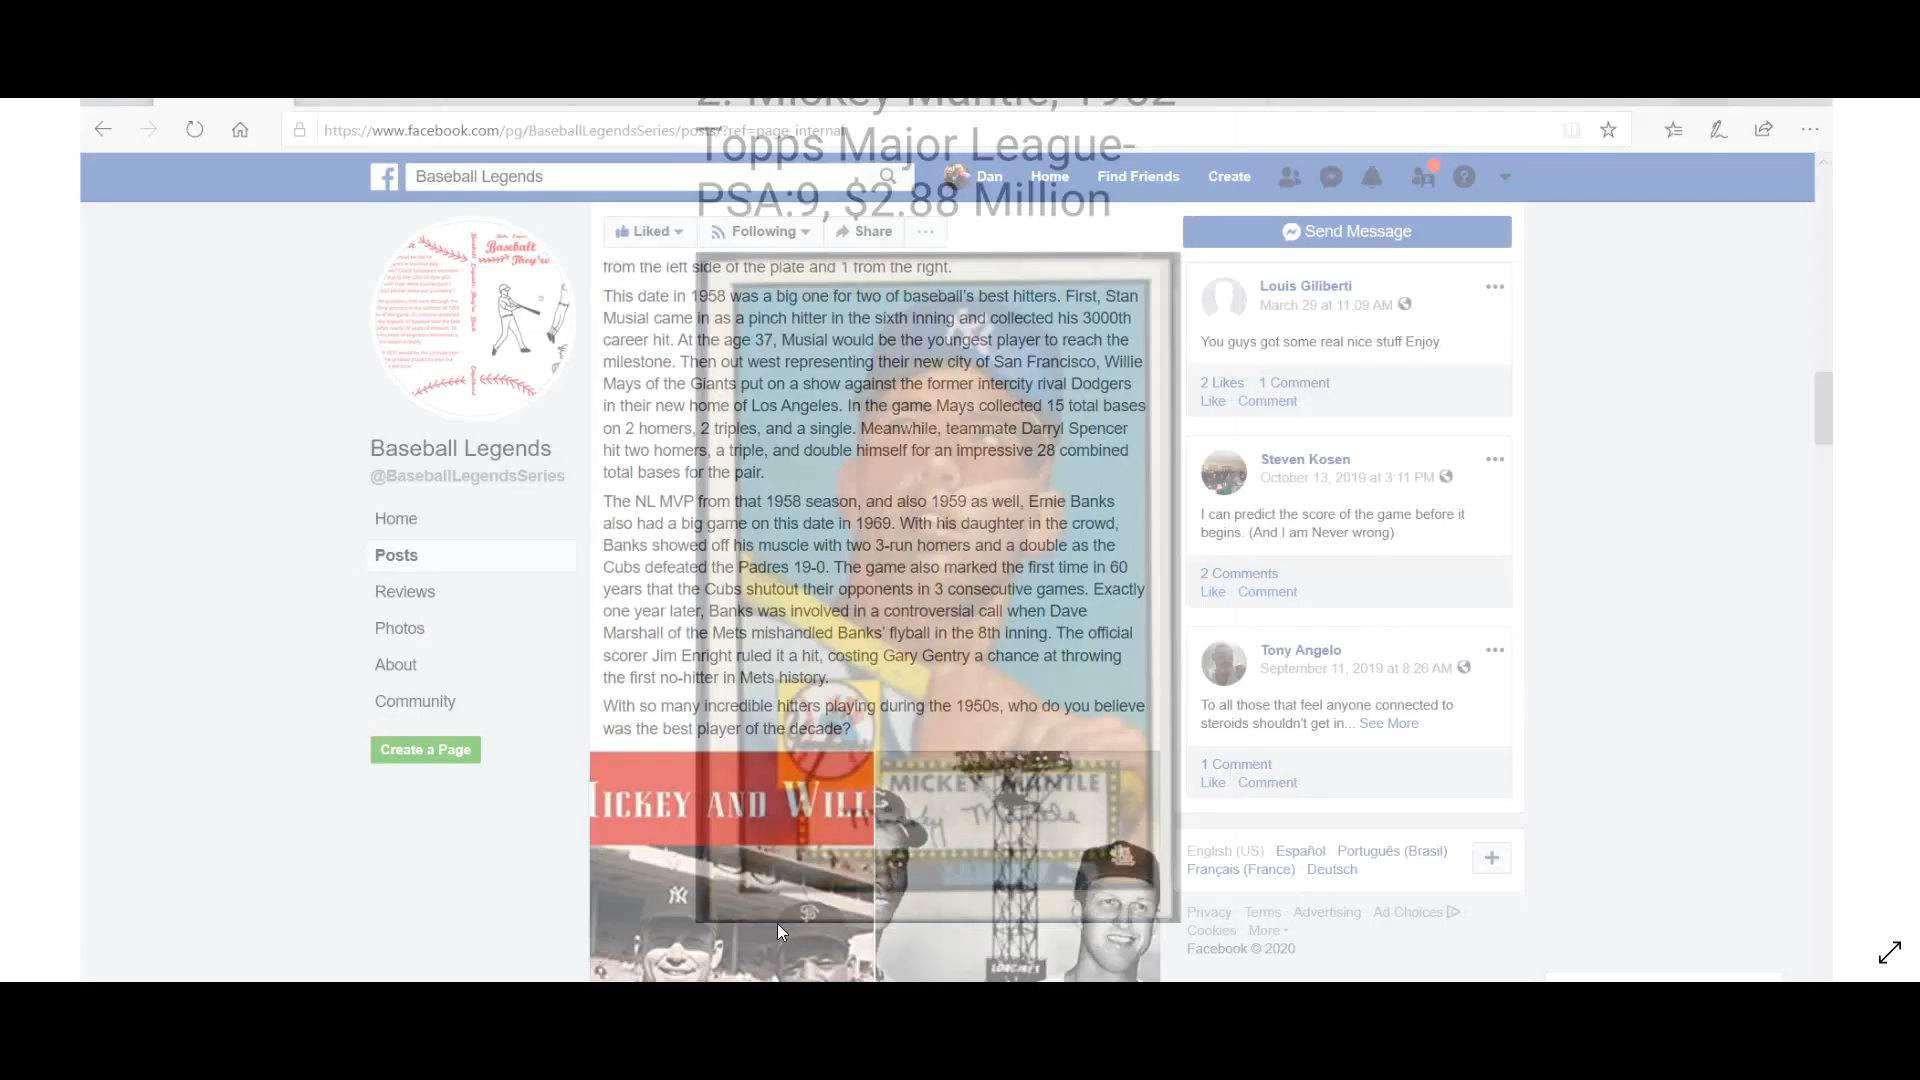 2. Mickey Mantle, 1952
Topps Major League-
PSA:9, $2.88 Million
https://www.facebook.com/pg/BaseballLegendsSeries/posts/?ref=page_internal
Baseball Legends
Dan
Home
Find Friends
Create
Liked
Following
Share
Send Message
Baseball
They're
Baseball Legends
@BaseballLegendsSeries
Home
Posts
Reviews
Photos
About
Community
Create a Page
from the left side of the plate and 1 from the right.
This date in 1958 was a big one for two of baseball's best hitters. First, Stan
Musial came in as a pinch hitter in the sixth inning and collected his 3000th
career hit. At the age 37, Musial would be the youngest player to reach the
milestone. Then out west representing their new city of San Francisco, Willie
Mays of the Giants put on a show against the former intercity rival Dodgers
in their new home of Los Angeles. In the game Mays collected 15 total bases
on 2 homers, 2 triples, and a single. Meanwhile, teammate Darryl Spencer
hit two homers, a triple, and double himself for an impressive 28 combined
total bases for the pair.
The NL MVP from that 1958 season, and also 1959 as well, Ernie Banks
also had a big game on this date in 1969. With his daughter in the crowd,
Banks showed off his muscle with two 3-run homers and a double as the
Cubs defeated the Padres 19-0. The game also marked the first time in 60
years that the Cubs shutout their opponents in 3 consecutive games. Exactly
one year later, Banks was involved in a controversial call when Dave
Marshall of the Mets mishandled Banks' flyball in the 8th inning. The official
scorer Jim Enright ruled it a hit, costing Gary Gentry a chance at throwing
the first no-hitter in Mets history.
With so many incredible hitters playing during the 1950s, who do you believe
was the best player of the decade?
MICKEY AND WILL
MICKEY MANTLE
Mickey Mantle
LONGINES
Louis Giliberti
March 29 at 11:09 AM
You guys got some real nice stuff Enjoy.
2 Likes 1 Comment
Like · Comment
Steven Kosen
October 13, 2019 at 3:11 PM
I can predict the score of the game before it
begins. (And I am Never wrong)
2 Comments
Like · Comment
Tony Angelo
September 11, 2019 at 8:26 AM
To all those that feel anyone connected to
steroids shouldn't get in... See More
1 Comment
Like · Comment
English (US) · Español · Português (Brasil) ·
Français (France) · Deutsch
Privacy · Terms · Advertising · Ad Choices ·
Cookies · More
Facebook © 2020